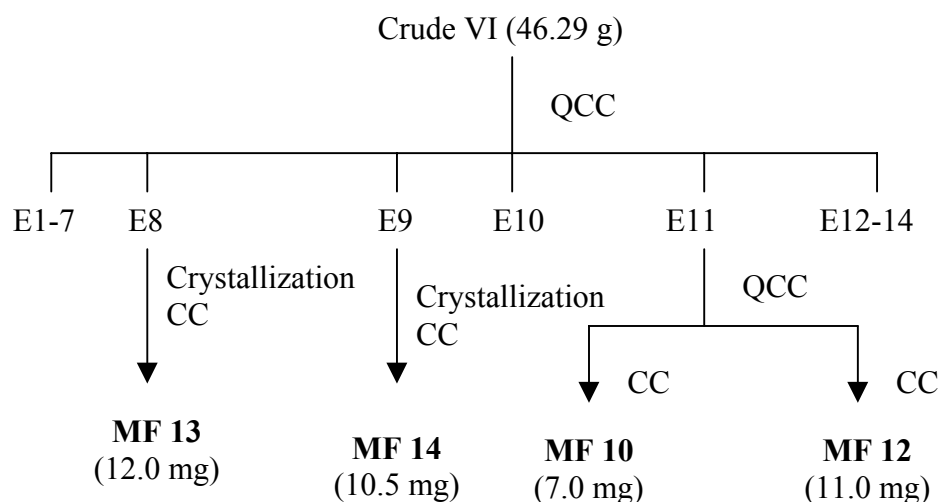 Crude VI (46.29 g)
QCC
E1-7 E8 E9 E10 E11 E12-14
Crystallization
CC
Crystallization
CC
QCC
CC
CC
MF 13
(12.0 mg)
MF 14
(10.5 mg)
MF 10
(7.0 mg)
MF 12
(11.0 mg)